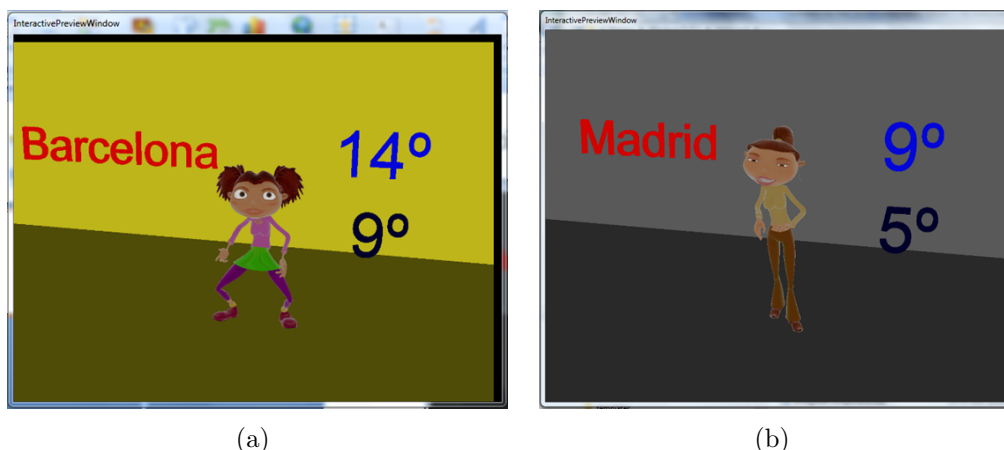 InteractivePreviewWindow
Barcelona
14º
9º
(a)
InteractivePreviewWindow
Madrid
9º
5º
(b)